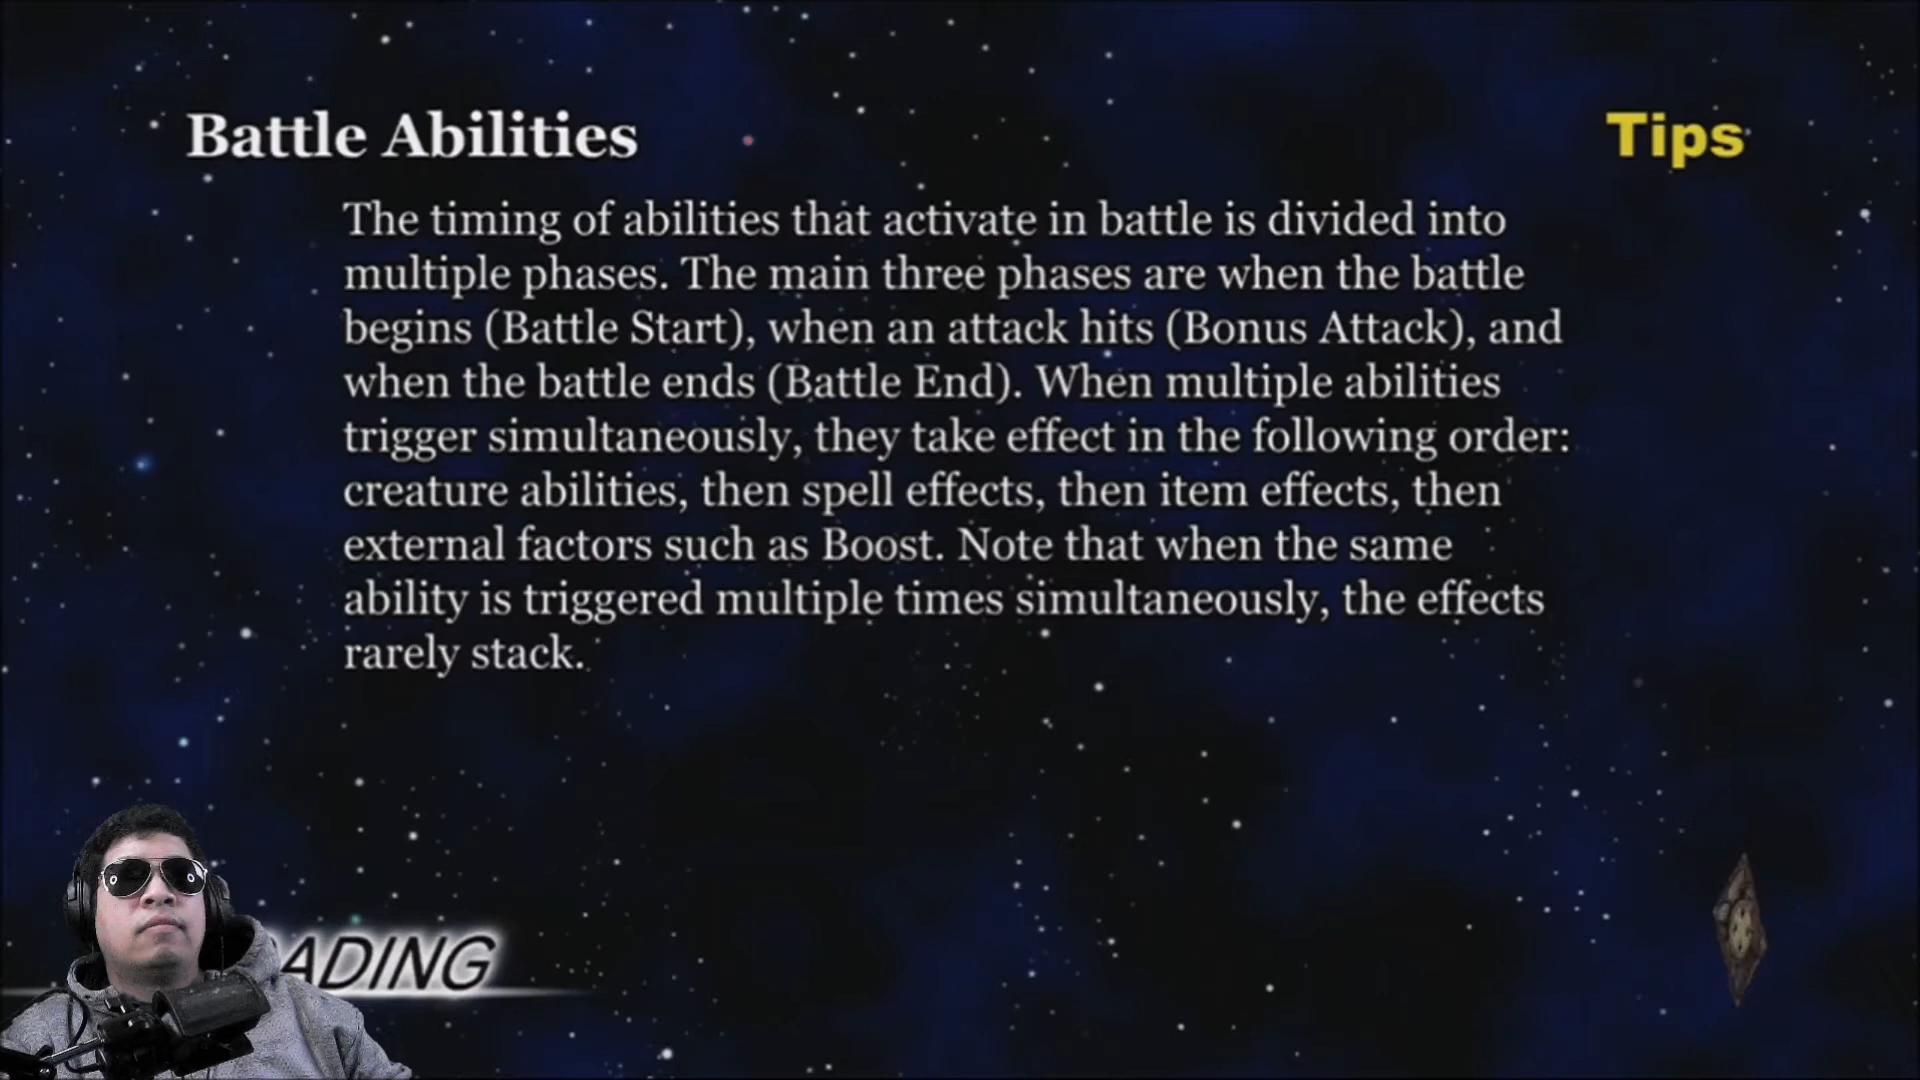 Battle Abilities
Tips
The timing of abilities that activate in battle is divided into
multiple phases. The main three phases are when the battle
begins (Battle Start), when an attack hits (Bonus Attack), and
when the battle ends (Battle End). When multiple abilities
trigger simultaneously, they take effect in the following order:
creature abilities, then spell effects, then item effects, then
external factors such as Boost. Note that when the same
ability is triggered multiple times simultaneously, the effects
rarely stack.
ADING